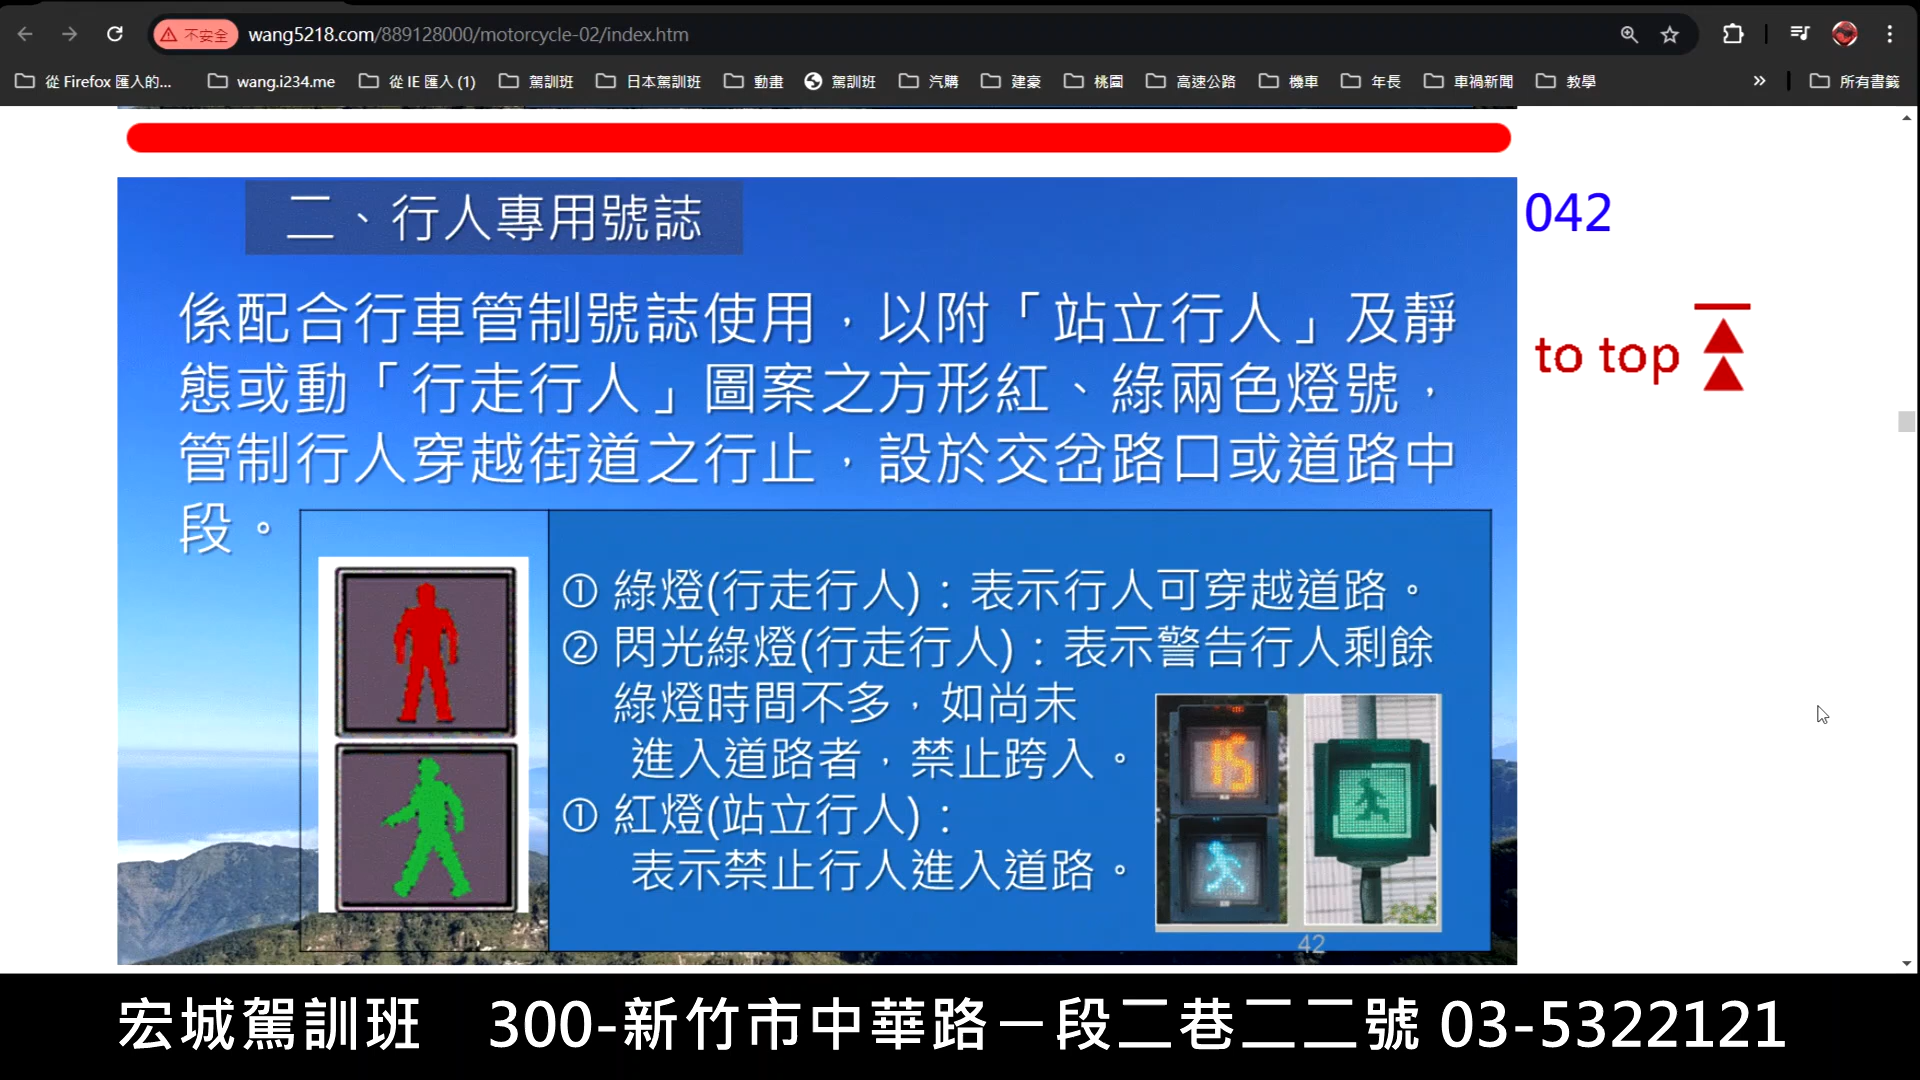 不安全 wang5218.com/889128000/motorcycle-02/index.htm
從 Firefox 匯入的... wang.i234.me 從 IE 匯入 (1) 駕訓班 日本駕訓班 動畫 駕訓班 汽購 建豪 桃園 高速公路 機車 年長 車禍新聞 教學 » 所有書籤
二、行人專用號誌
042
係配合行車管制號誌使用，以附「站立行人」及靜
態或動「行走行人」圖案之方形紅、綠兩色燈號，
管制行人穿越街道之行止，設於交岔路口或道路中
段。
to top
① 綠燈(行走行人)：表示行人可穿越道路。
② 閃光綠燈(行走行人)：表示警告行人剩餘
綠燈時間不多，如尚未
進入道路者，禁止跨入。
① 紅燈(站立行人)：
表示禁止行人進入道路。
15
42
宏城駕訓班 300-新竹市中華路一段二巷二二號 03-5322121